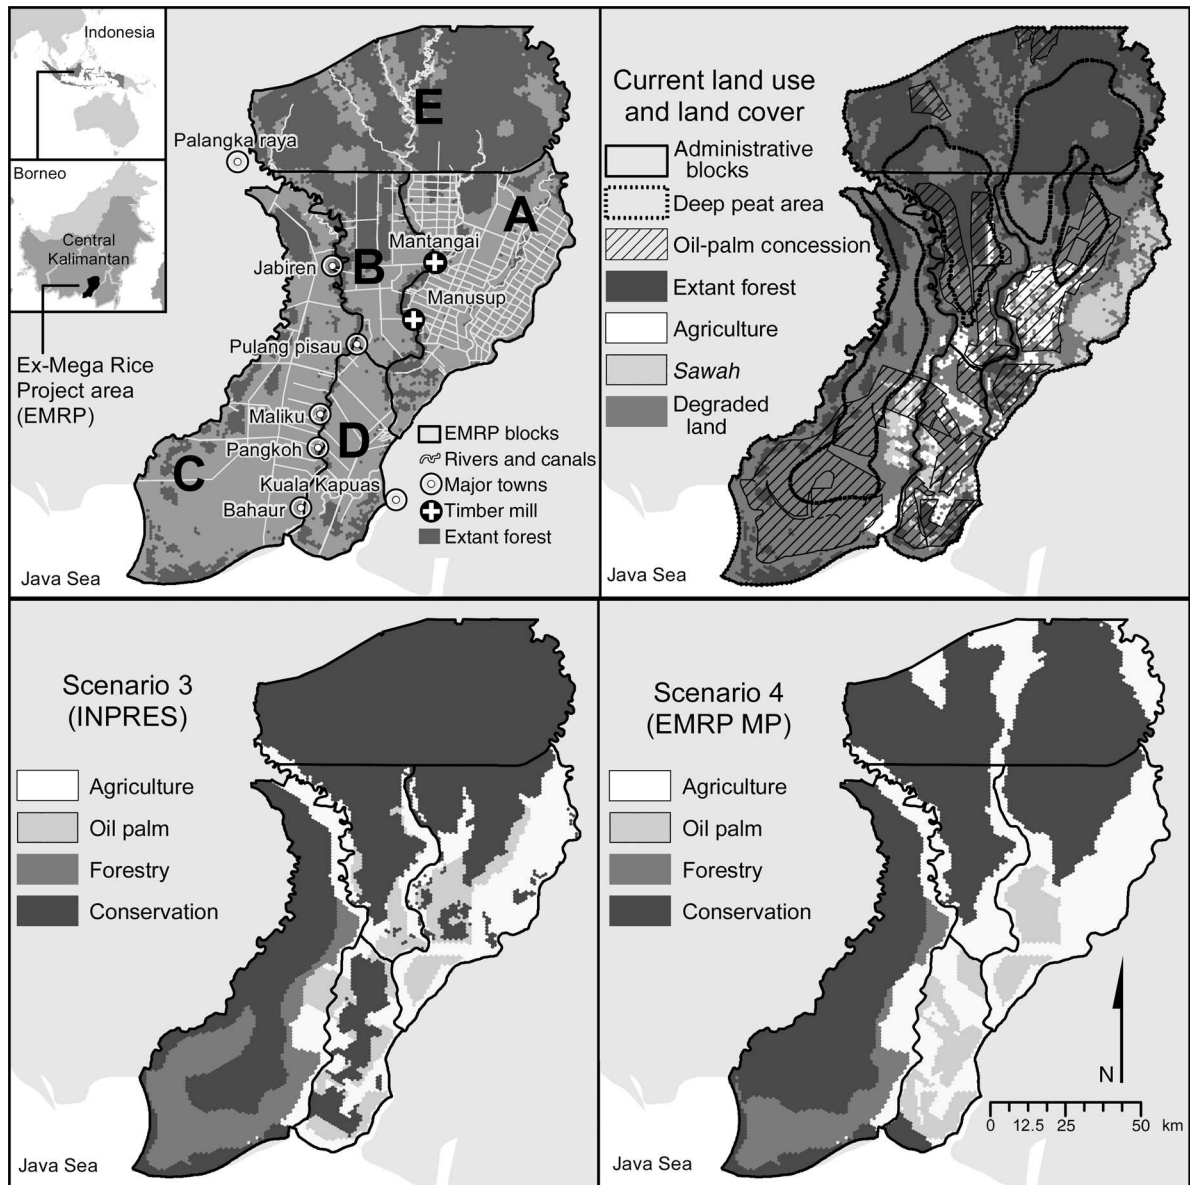 Indonesia
Borneo
Central
Kalimantan
Ex-Mega Rice
Project area
(EMRP)
Palangka raya
E
A
B
Mantangai
Jabiren
Manusup
Pulang pisau
Maliku
Pangkoh
D
C
Kuala Kapuas
Bahaur
EMRP blocks
Rivers and canals
Major towns
Timber mill
Extant forest
Java Sea
Current land use
and land cover
Administrative
blocks
Deep peat area
Oil-palm concession
Extant forest
Agriculture
Sawah
Degraded
land
Java Sea
Scenario 3
(INPRES)
Agriculture
Oil palm
Forestry
Conservation
Java Sea
Scenario 4
(EMRP MP)
Agriculture
Oil palm
Forestry
Conservation
N
0 12.5 25 50 km
Java Sea